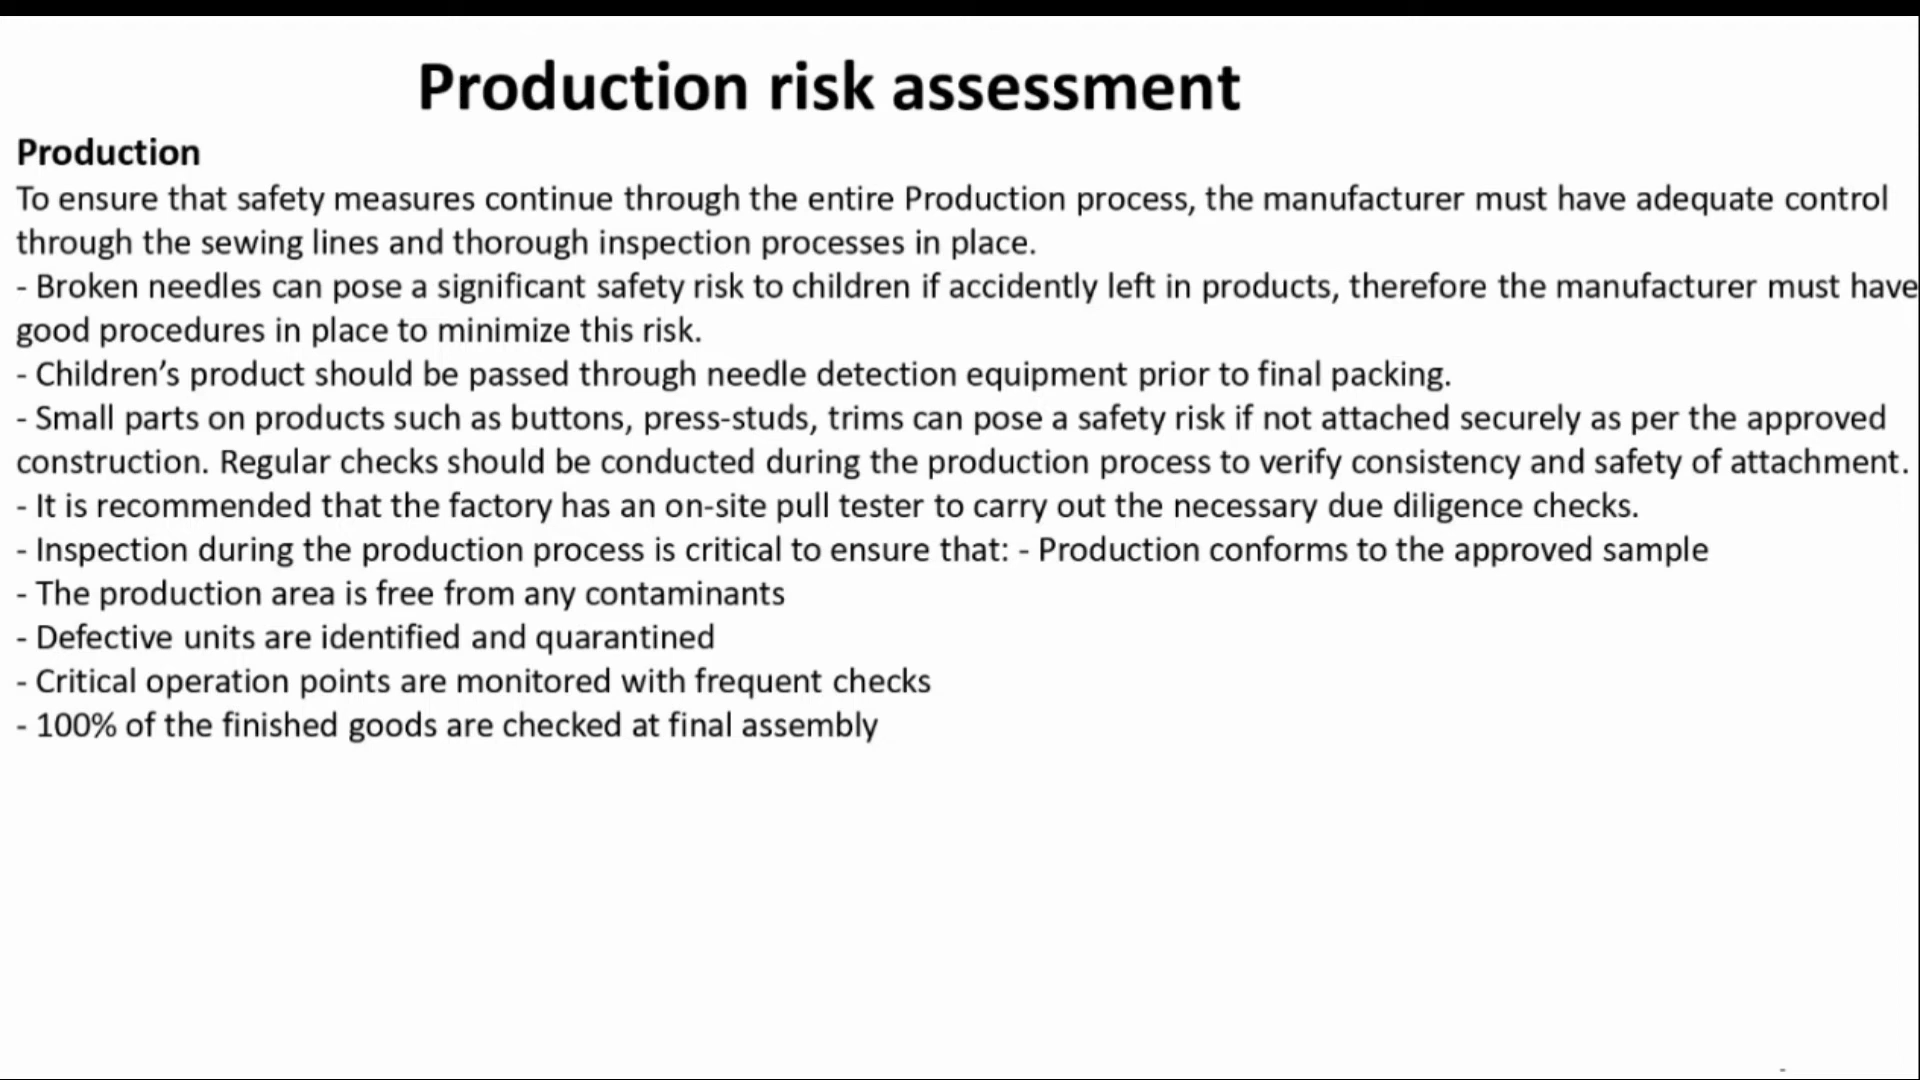 Production risk assessment
Production
To ensure that safety measures continue through the entire Production process, the manufacturer must have adequate control
through the sewing lines and thorough inspection processes in place.
- Broken needles can pose a significant safety risk to children if accidently left in products, therefore the manufacturer must have
good procedures in place to minimize this risk.
- Children’s product should be passed through needle detection equipment prior to final packing.
- Small parts on products such as buttons, press-studs, trims can pose a safety risk if not attached securely as per the approved
construction. Regular checks should be conducted during the production process to verify consistency and safety of attachment.
- It is recommended that the factory has an on-site pull tester to carry out the necessary due diligence checks.
- Inspection during the production process is critical to ensure that: - Production conforms to the approved sample
- The production area is free from any contaminants
- Defective units are identified and quarantined
- Critical operation points are monitored with frequent checks
- 100% of the finished goods are checked at final assembly